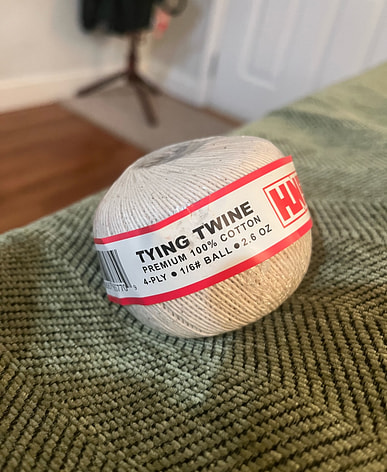 TYING TWINE
PREMIUM 100% COTTON
4-PLY ● 1/6# BALL ● 2.6 OZ